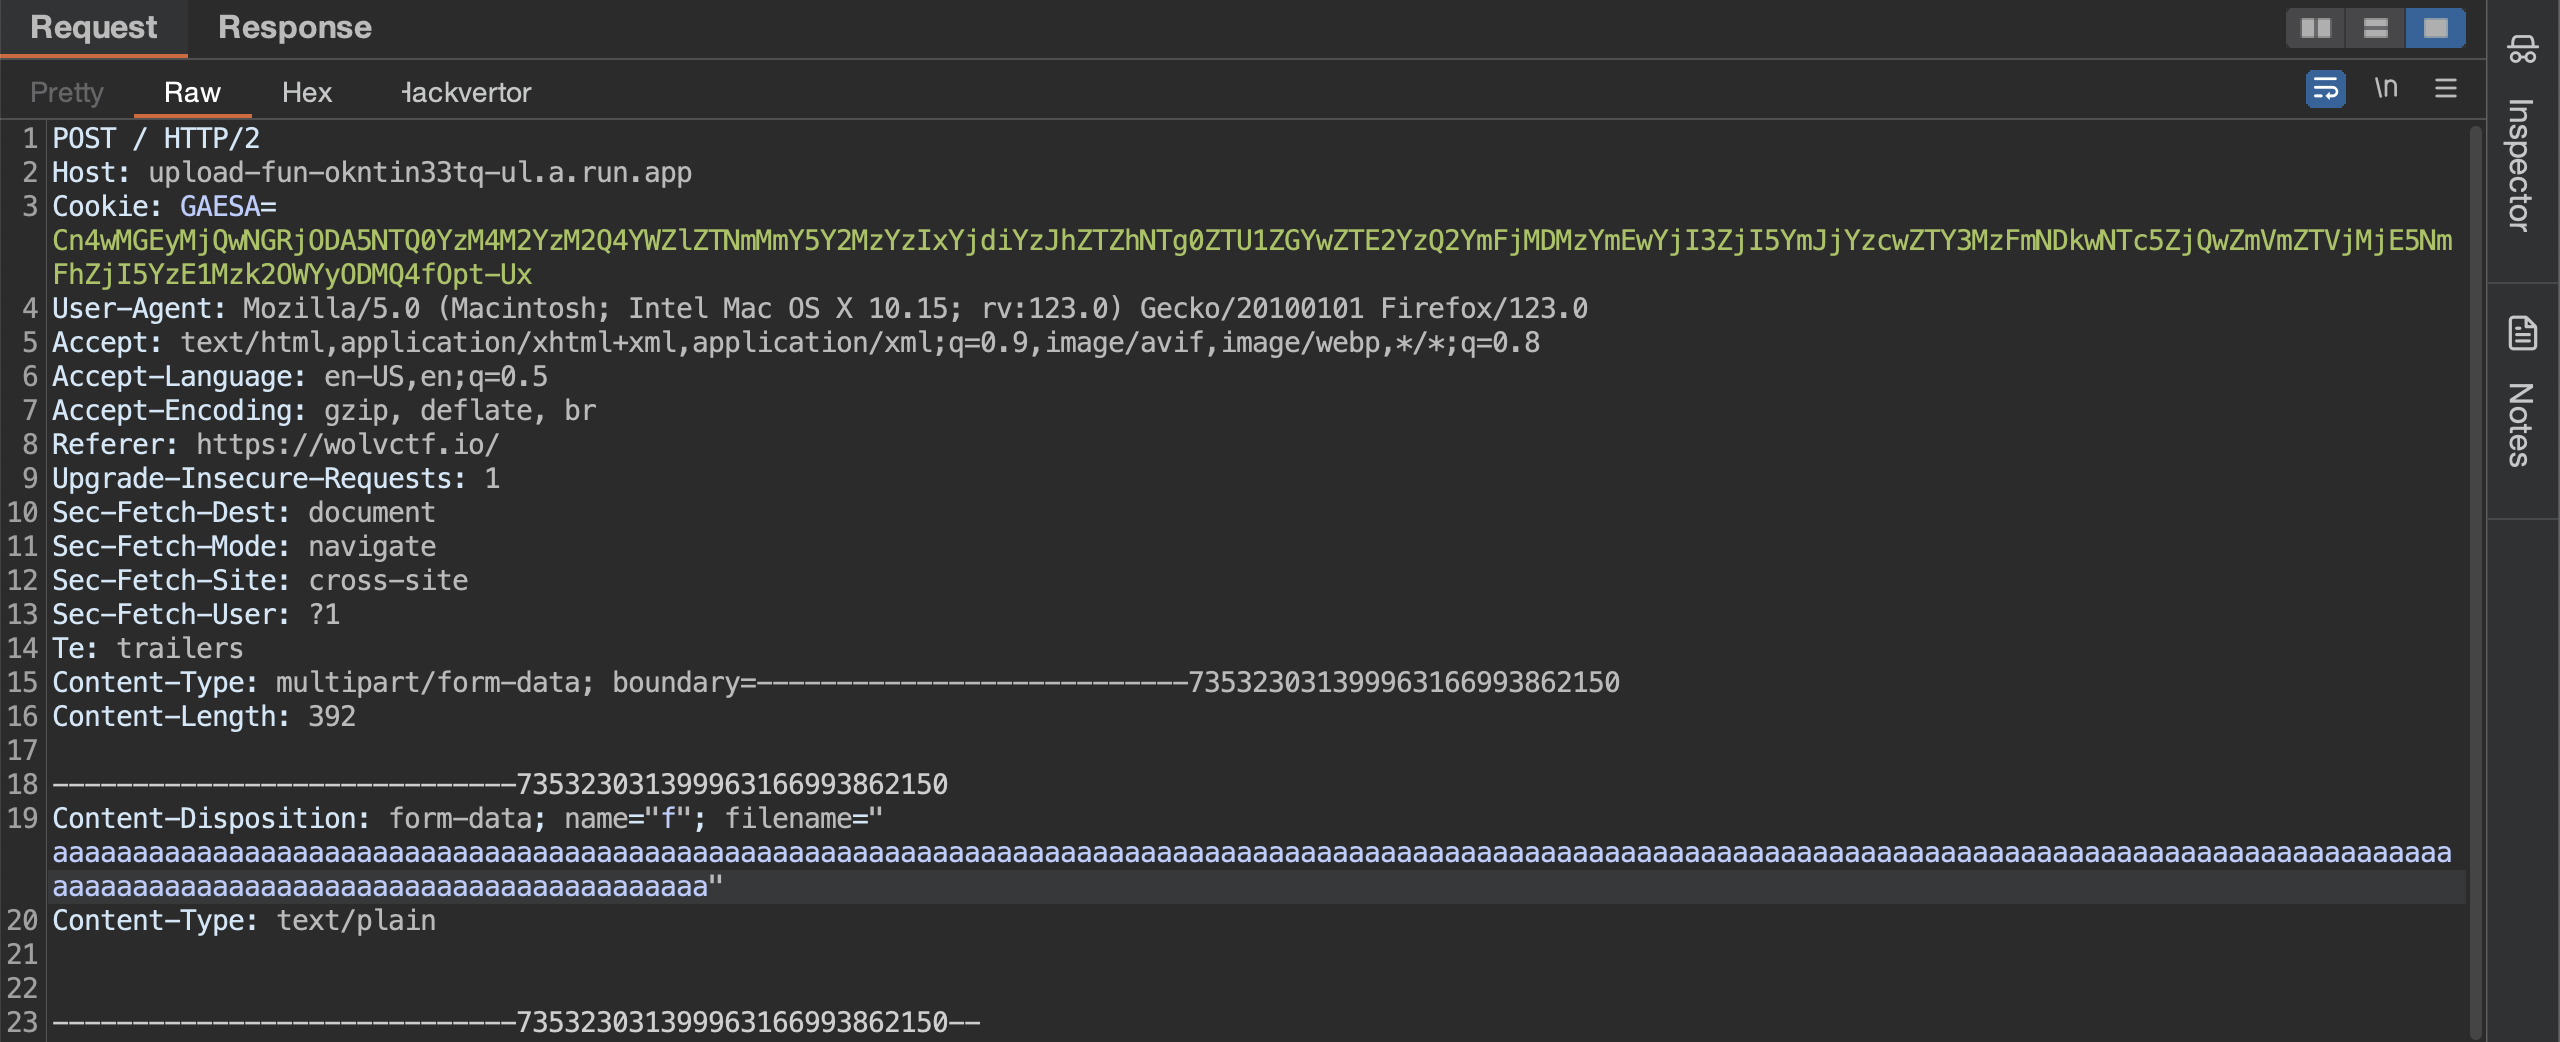 Request Response
Pretty Raw Hex Hackvertor \n
1 POST / HTTP/2
2 Host: upload-fun-okntin33tq-ul.a.run.app
3 Cookie: GAESA=
Cn4wMGEyMjQwNGRjODA5NTQ0YzM4M2YzM2Q4YWZlZTNmMmY5Y2MzYzIxYjdiYzJhZTZhNTg0ZTU1ZGYwZTE2YzQ2YmFjMDMzYmEwYjI3ZjI5YmJjYzcwZTY3MzFmNDkwNTc5ZjQwZmVmZTVjMjE5Nm
FhZjI5YzE1Mzk2OWYyODMQ4fOpt-Ux
4 User-Agent: Mozilla/5.0 (Macintosh; Intel Mac OS X 10.15; rv:123.0) Gecko/20100101 Firefox/123.0
5 Accept: text/html,application/xhtml+xml,application/xml;q=0.9,image/avif,image/webp,*/*;q=0.8
6 Accept-Language: en-US,en;q=0.5
7 Accept-Encoding: gzip, deflate, br
8 Referer: https://wolvctf.io/
9 Upgrade-Insecure-Requests: 1
10 Sec-Fetch-Dest: document
11 Sec-Fetch-Mode: navigate
12 Sec-Fetch-Site: cross-site
13 Sec-Fetch-User: ?1
14 Te: trailers
15 Content-Type: multipart/form-data; boundary=---------------------------735323031399963166993862150
16 Content-Length: 392
17
18 -----------------------------735323031399963166993862150
19 Content-Disposition: form-data; name="f"; filename="
aaaaaaaaaaaaaaaaaaaaaaaaaaaaaaaaaaaaaaaaaaaaaaaaaaaaaaaaaaaaaaaaaaaaaaaaaaaaaaaaaaaaaaaaaaaaaaaaaaaaaaaaaaaaaaaaaaaaaaaaaaaaaaaaaaaaaaaaaaaaaaaaaaaaaa
aaaaaaaaaaaaaaaaaaaaaaaaaaaaaaaaaaaaaaaaa"
20 Content-Type: text/plain
21
22
23 -----------------------------735323031399963166993862150--
Inspector
Notes